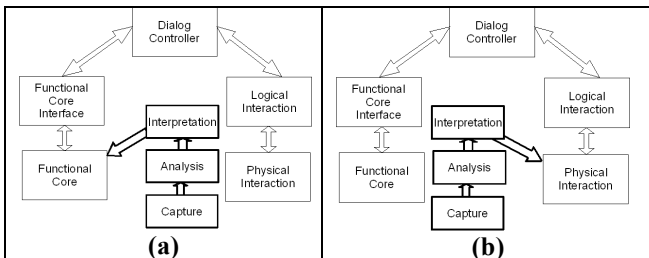 Dialog
Controller
Functional
Core
Interface
Logical
Interaction
Interpretation
Functional
Core
Analysis
Physical
Interaction
Capture
(a)
Dialog
Controller
Functional
Core
Interface
Logical
Interaction
Interpretation
Functional
Core
Analysis
Physical
Interaction
Capture
(b)